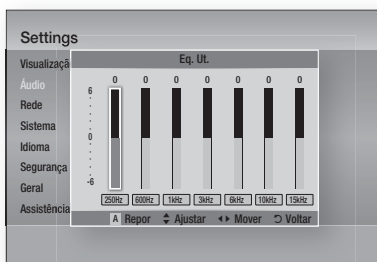 Settings
Visualizaçã
Áudio
Rede
Sistema
Idioma
Segurança
Geral
Assistência
Eq. Ut.
0 0 0 0 0 0 0
6
0
-6
250Hz 600Hz 1kHz 3kHz 6kHz 10kHz 15kHz
A Repor Ajustar Mover Voltar